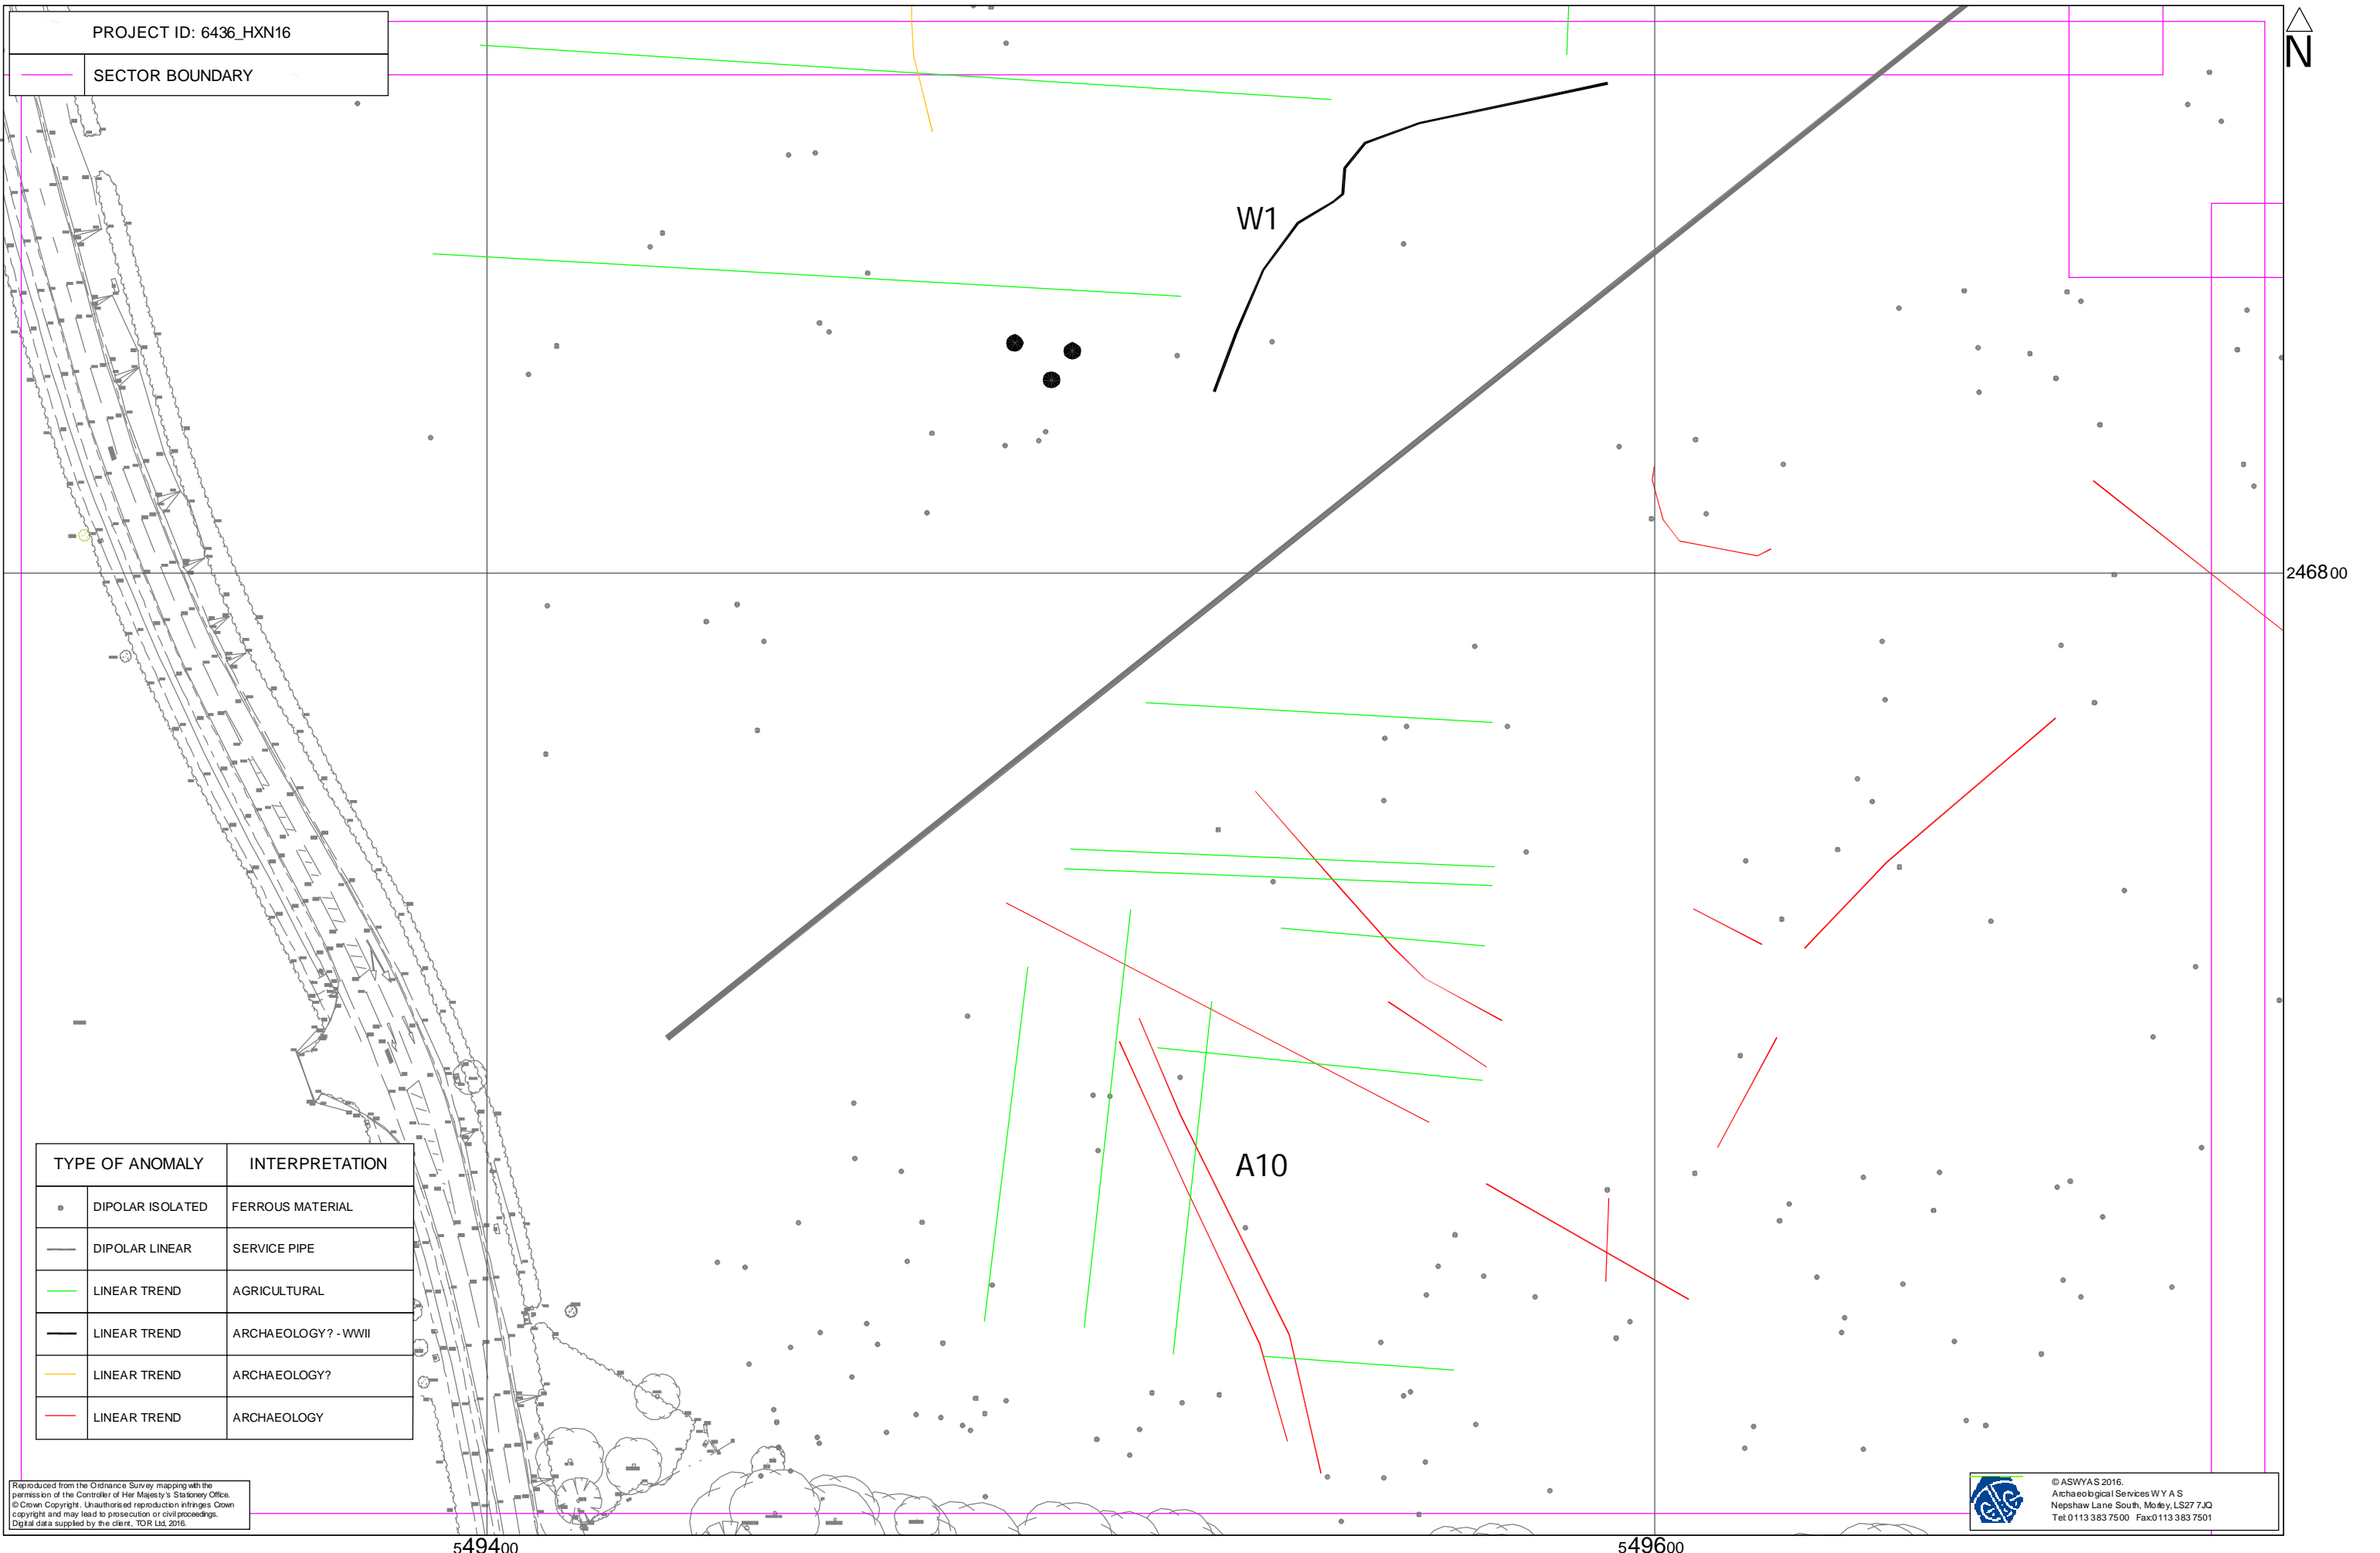 PROJECT ID: 6436_HXN16
SECTOR BOUNDARY
N
W1
246800
A10
TYPE OF ANOMALY INTERPRETATION
DIPOLAR ISOLATED FERROUS MATERIAL
DIPOLAR LINEAR SERVICE PIPE
LINEAR TREND AGRICULTURAL
LINEAR TREND ARCHAEOLOGY? - WWII
LINEAR TREND ARCHAEOLOGY?
LINEAR TREND ARCHAEOLOGY
Reproduced from the Ordnance Survey mapping with the
permission of the Controller of Her Majesty's Stationery Office.
© Crown Copyright. Unauthorised reproduction infringes Crown
copyright and may lead to prosecution or civil proceedings.
Digital data supplied by the client, TOR Ltd, 2016.
© ASWYAS 2016.
Archaeological Services W Y A S
Nepshaw Lane South, Morley, LS27 7JQ
Tel: 0113 383 7500 Fax: 0113 383 7501
549400
549600